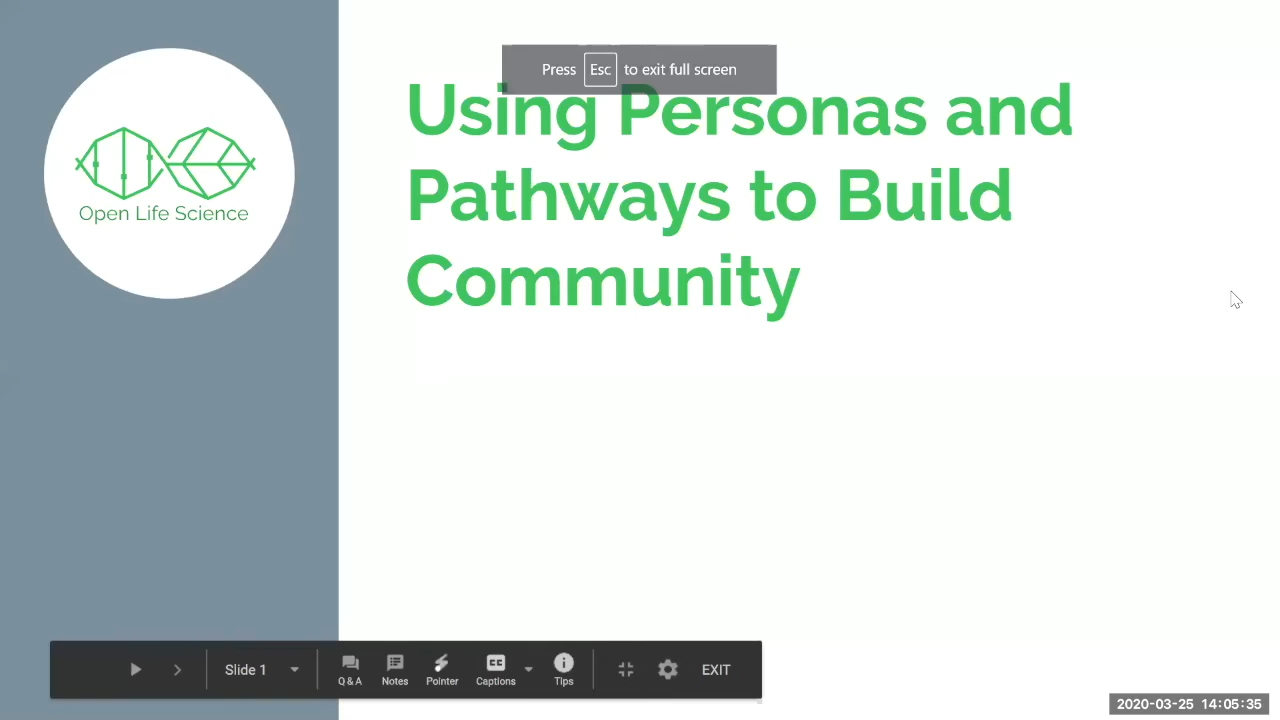 Press Esc to exit full screen
Using Personas and
Pathways to Build
Community
Open Life Science
Slide 1
Q & A
Notes
Pointer
CC
Captions
Tips
EXIT
2020-03-25 14:05:35